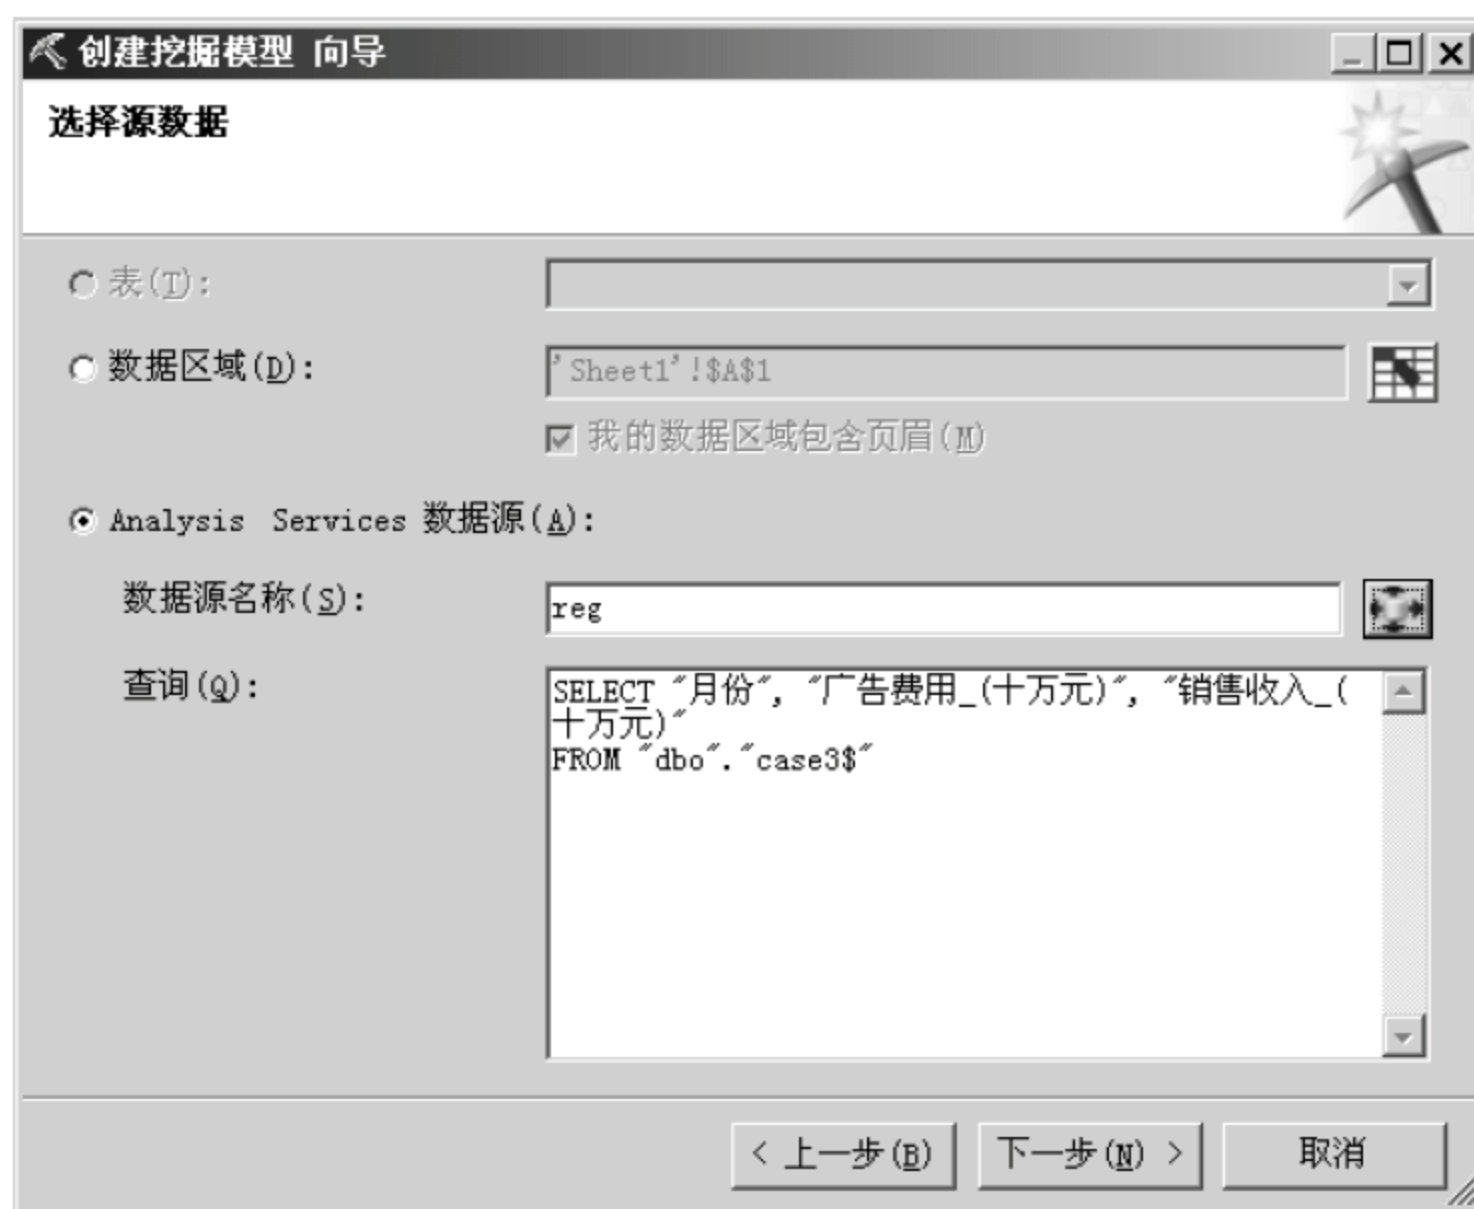 创建挖掘模型 向导
选择源数据
表(T):
数据区域(D):
'Sheet1'!$A$1
我的数据区域包含页眉(M)
Analysis Services 数据源(A):
数据源名称(S):
reg
查询(Q):
SELECT "月份", "广告费用_(十万元)", "销售收入_(
十万元)"
FROM "dbo"."case3$"
< 上一步(B)
下一步(N) >
取消